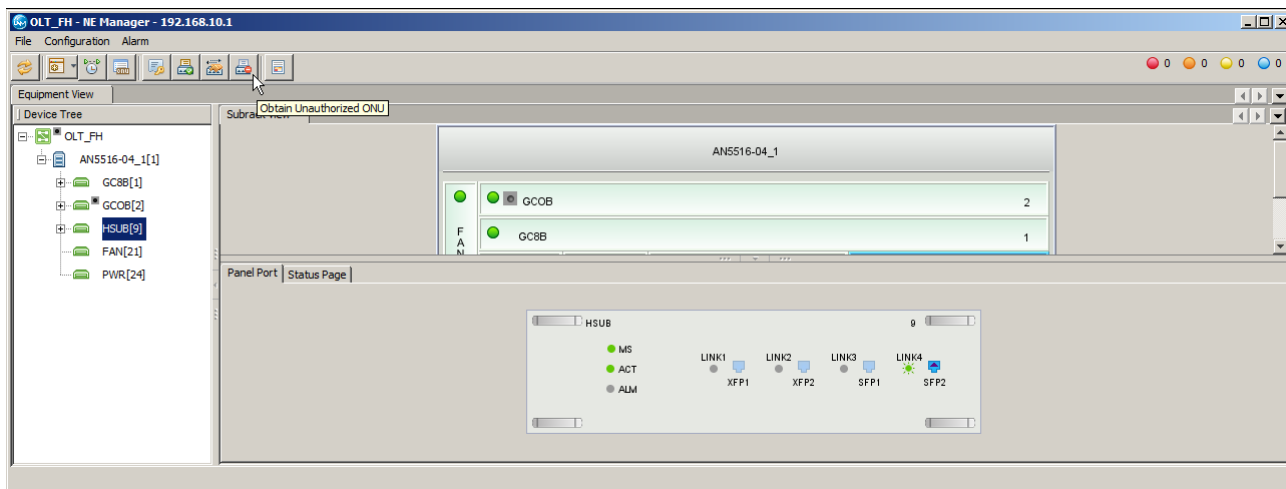 OLT_FH - NE Manager - 192.168.10.1
File Configuration Alarm
0 0 0 0
Equipment View
Obtain Unauthorized ONU
Device Tree
OLT_FH
AN5516-04_1[1]
GC8B[1]
GCOB[2]
HSUB[9]
FAN[21]
PWR[24]
AN5516-04_1
GCOB 2
FAN
GC8B 1
Panel Port Status Page
HSUB 9
MS
ACT
ALM
LINK1 LINK2 LINK3 LINK4
XFP1 XFP2 SFP1 SFP2